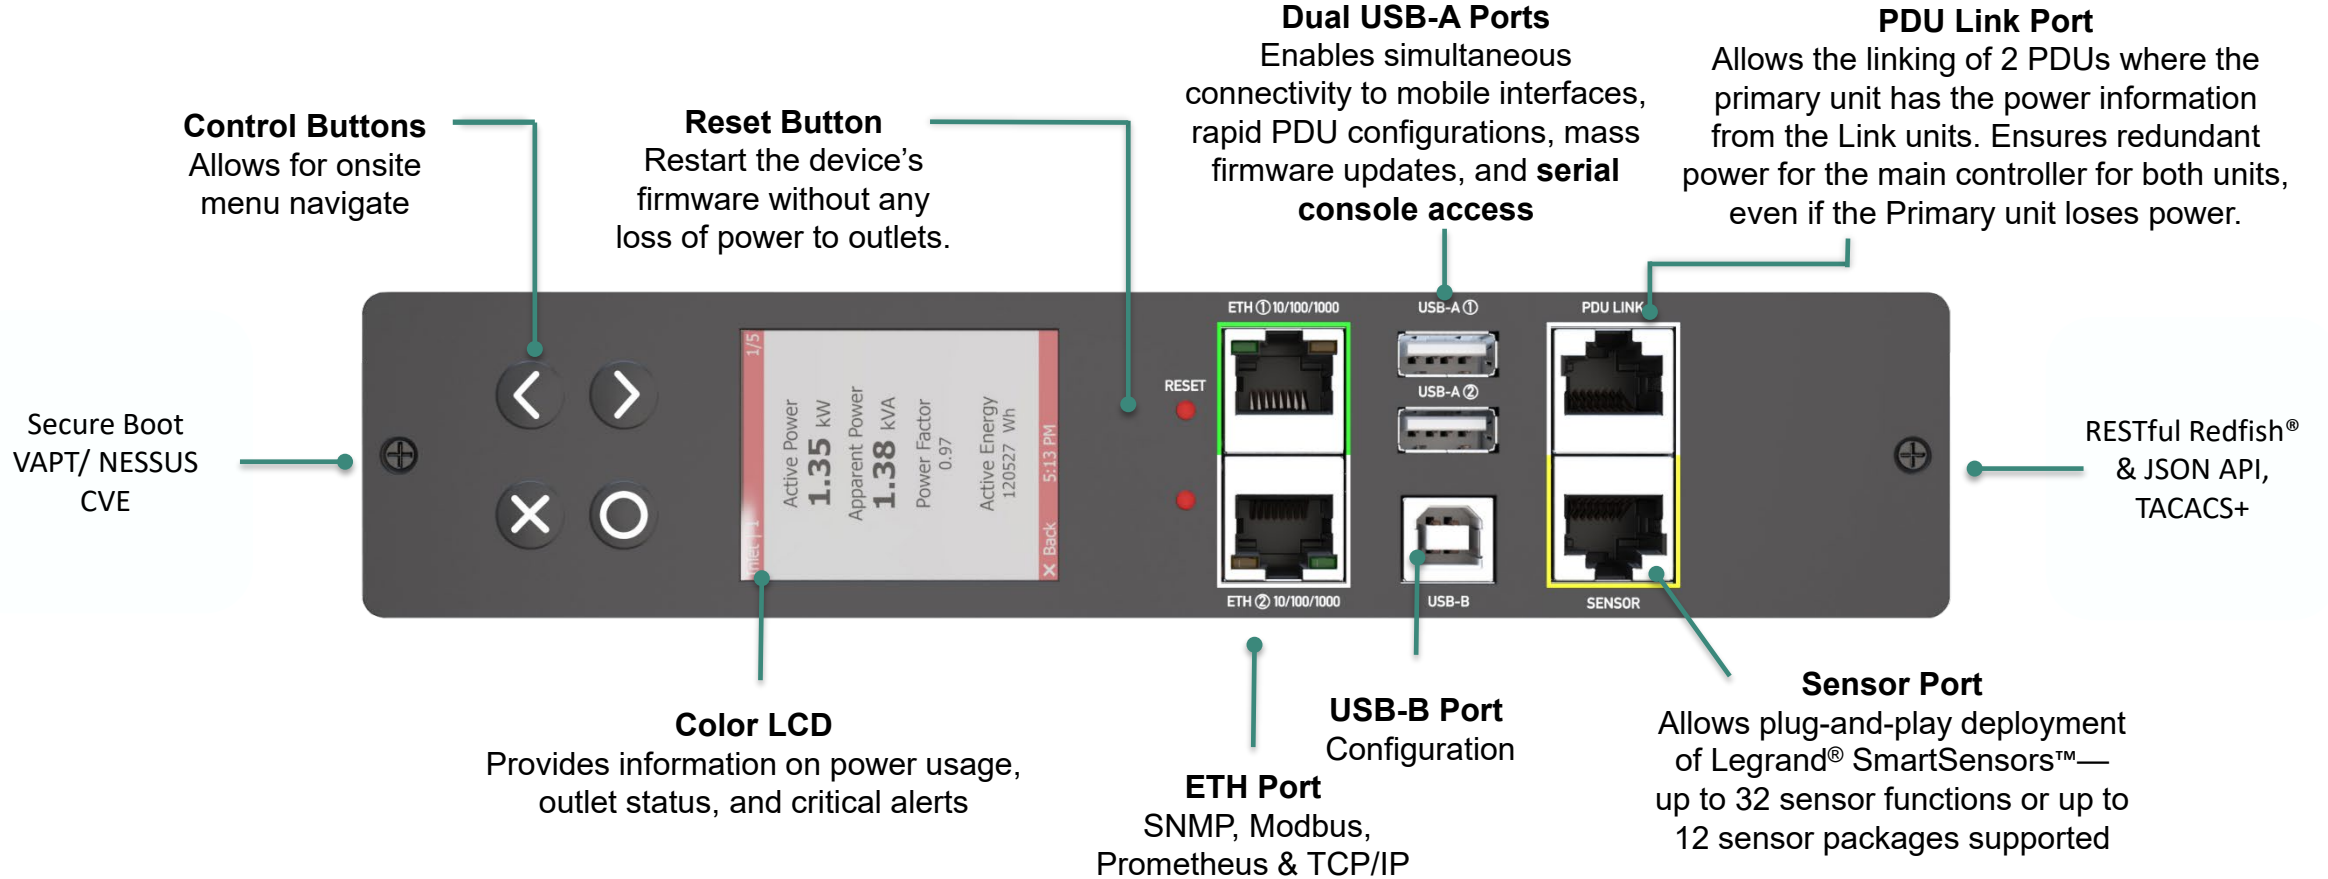 Dual USB-A Ports
Enables simultaneous
connectivity to mobile interfaces,
rapid PDU configurations, mass
firmware updates, and serial
console access
PDU Link Port
Allows the linking of 2 PDUs where the
primary unit has the power information
from the Link units. Ensures redundant
power for the main controller for both units,
even if the Primary unit loses power.
Control Buttons
Allows for onsite
menu navigate
Reset Button
Restart the device's
firmware without any
loss of power to outlets.
Secure Boot
VAPT/ NESSUS
CVE
1/5
Active Power
1.35 kW
Apparent Power
1.38 kVA
Power Factor
0.97
Active Energy
120527 Wh
X Back 5:13 PM
RESET
ETH ① 10/100/1000
ETH ② 10/100/1000
USB-A ①
USB-A ②
USB-B
PDU LINK
SENSOR
RESTful Redfish®
& JSON API,
TACACS+
Color LCD
Provides information on power usage,
outlet status, and critical alerts
ETH Port
SNMP, Modbus,
Prometheus & TCP/IP
USB-B Port
Configuration
Sensor Port
Allows plug-and-play deployment
of Legrand® SmartSensors™—
up to 32 sensor functions or up to
12 sensor packages supported